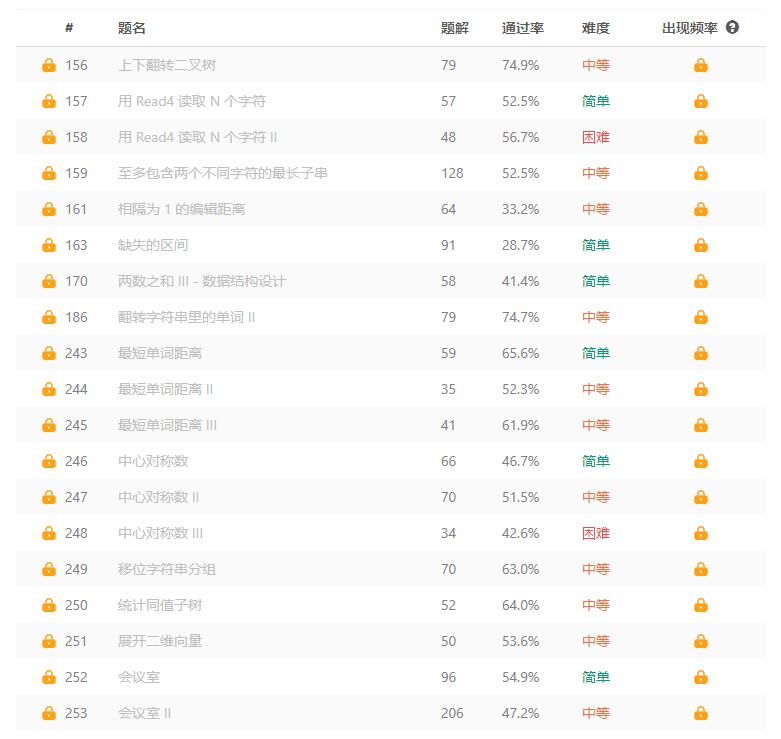 # 题名 题解 通过率 难度 出现频率 ?
156 上下翻转二叉树 79 74.9% 中等
157 用 Read4 读取 N 个字符 57 52.5% 简单
158 用 Read4 读取 N 个字符 II 48 56.7% 困难
159 至多包含两个不同字符的最长子串 128 52.5% 中等
161 相隔为 1 的编辑距离 64 33.2% 中等
163 缺失的区间 91 28.7% 简单
170 两数之和 III - 数据结构设计 58 41.4% 简单
186 翻转字符串里的单词 II 79 74.7% 中等
243 最短单词距离 59 65.6% 简单
244 最短单词距离 II 35 52.3% 中等
245 最短单词距离 III 41 61.9% 中等
246 中心对称数 66 46.7% 简单
247 中心对称数 II 70 51.5% 中等
248 中心对称数 III 34 42.6% 困难
249 移位字符串分组 70 63.0% 中等
250 统计同值子树 52 64.0% 中等
251 展开二维向量 50 53.6% 中等
252 会议室 96 54.9% 简单
253 会议室 II 206 47.2% 中等